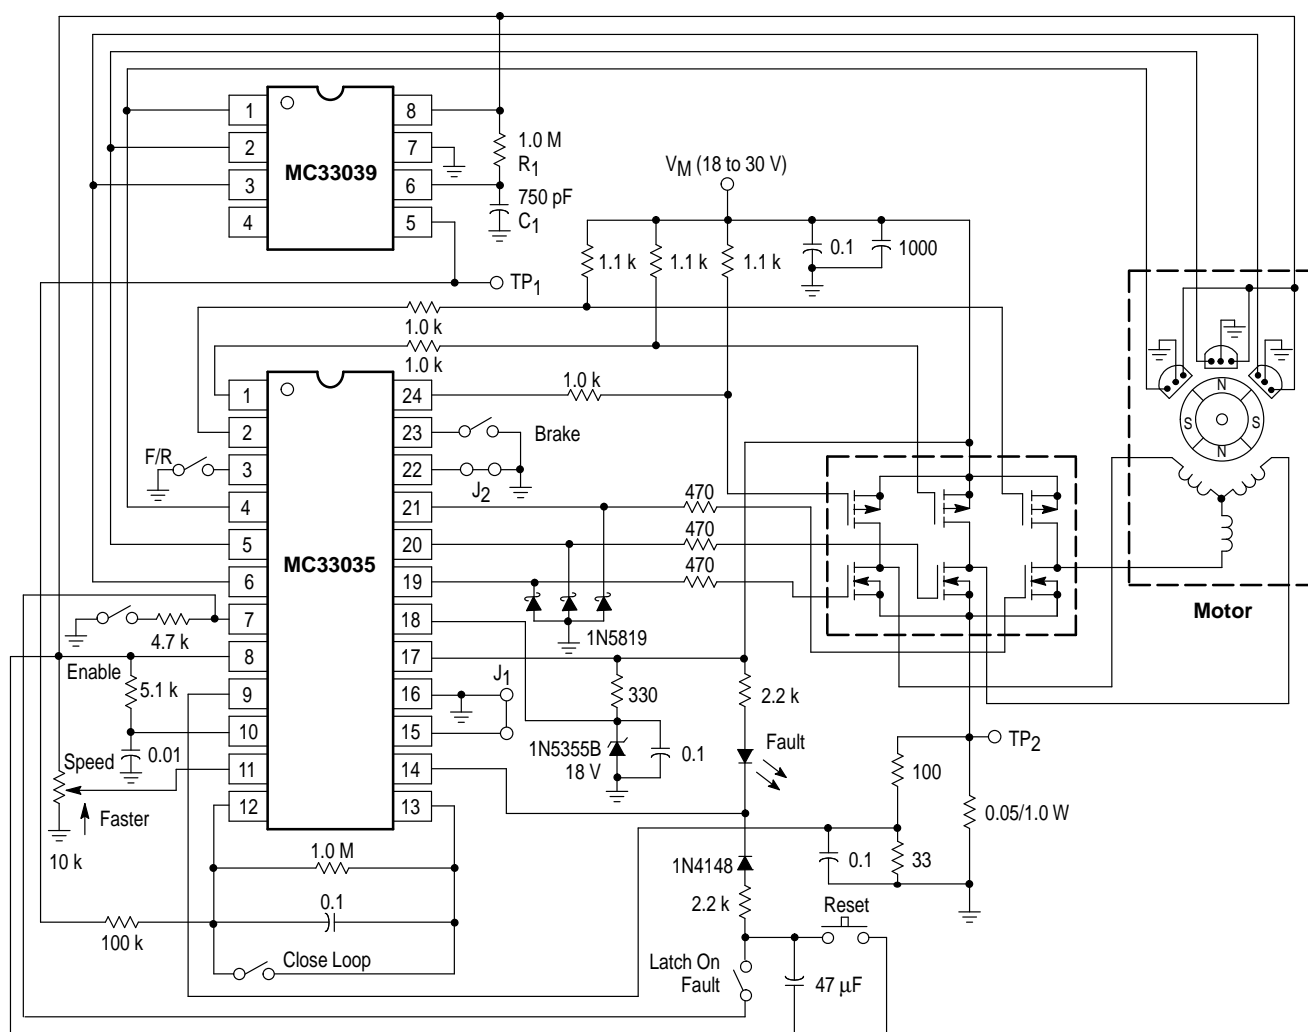 1
8
1.0 M
R1
2
7
VM (18 to 30 V)
MC33039
3
6
750 pF
C1
4
5
1.1 k
1.1 k
1.1 k
0.1
1000
TP1
1.0 k
1.0 k
1.0 k
1
24
2
23
Brake
F/R
3
22
J2
4
21
470
5
20
470
MC33035
6
19
470
7
18
4.7 k
1N5819
8
17
Enable
5.1 k
9
16
J1
330
2.2 k
10
15
0.01
Speed
1N5355B
18 V
0.1
Fault
11
14
Faster
12
13
10 k
1.0 M
0.1
100 k
Close Loop
N
S
S
N
Motor
TP2
100
0.05/1.0 W
1N4148
0.1
33
2.2 k
Reset
Latch On
Fault
47 μF